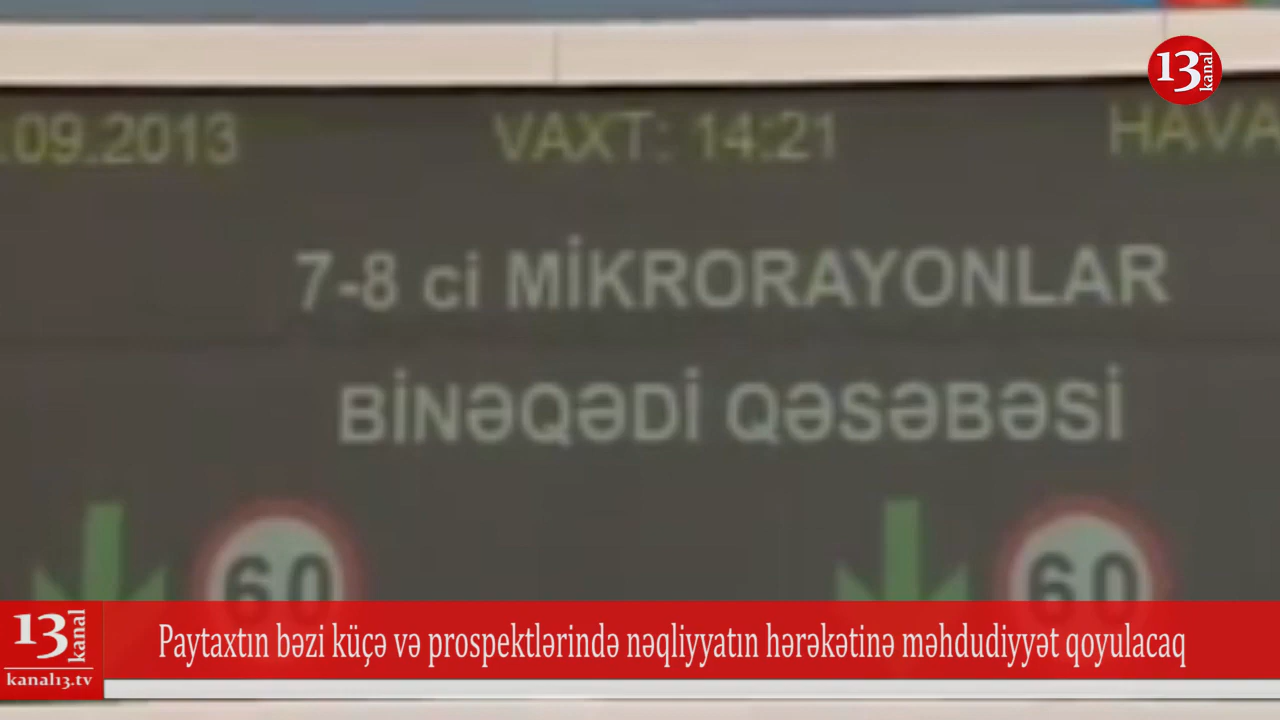 13 kanal
.09.2013 VAXT: 14:21 HAVA
7-8 ci MİKRORAYONLAR
BİNƏQƏDİ QƏSƏBƏSİ
60 60
13 kanal
kanal13.tv
Paytaxtın bəzi küçə və prospektlərində nəqliyyatın hərəkətinə məhdudiyyət qoyulacaq